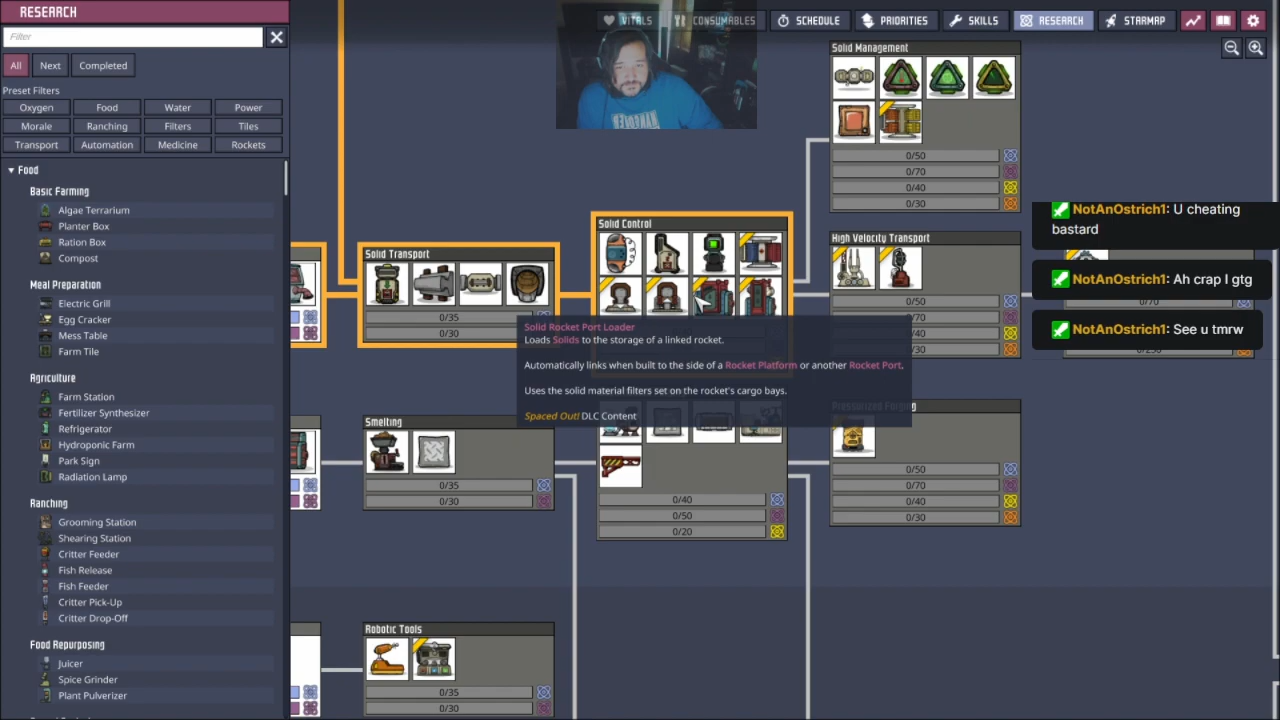 RESEARCH
VITALS
CONSUMABLES
SCHEDULE
PRIORITIES
SKILLS
RESEARCH
STARMAP
Filter
All
Next
Completed
Preset Filters
Oxygen
Food
Water
Power
Morale
Ranching
Filters
Tiles
Transport
Automation
Medicine
Rockets
Food
Basic Farming
Algae Terrarium
Planter Box
Ration Box
Compost
Meal Preparation
Electric Grill
Egg Cracker
Mess Table
Farm Tile
Agriculture
Farm Station
Fertilizer Synthesizer
Refrigerator
Hydroponic Farm
Park Sign
Radiation Lamp
Ranching
Grooming Station
Shearing Station
Critter Feeder
Fish Release
Fish Feeder
Critter Pick-Up
Critter Drop-Off
Food Repurposing
Juicer
Spice Grinder
Plant Pulverizer
Solid Transport
0/35
0/30
Smelting
0/35
0/30
Robotic Tools
0/35
0/30
Solid Control
Solid Rocket Port Loader
Loads Solids to the storage of a linked rocket.
Automatically links when built to the side of a Rocket Platform or another Rocket Port.
Uses the solid material filters set on the rocket's cargo bays.
Spaced Out! DLC Content
0/40
0/50
0/20
Solid Management
0/50
0/70
0/40
0/30
High Velocity Transport
0/50
0/70
0/40
0/30
Pressurized Forging
0/50
0/70
0/40
0/30
0/70
NotAnOstrich1: U cheating
bastard
NotAnOstrich1: Ah crap I gtg
NotAnOstrich1: See u tmrw